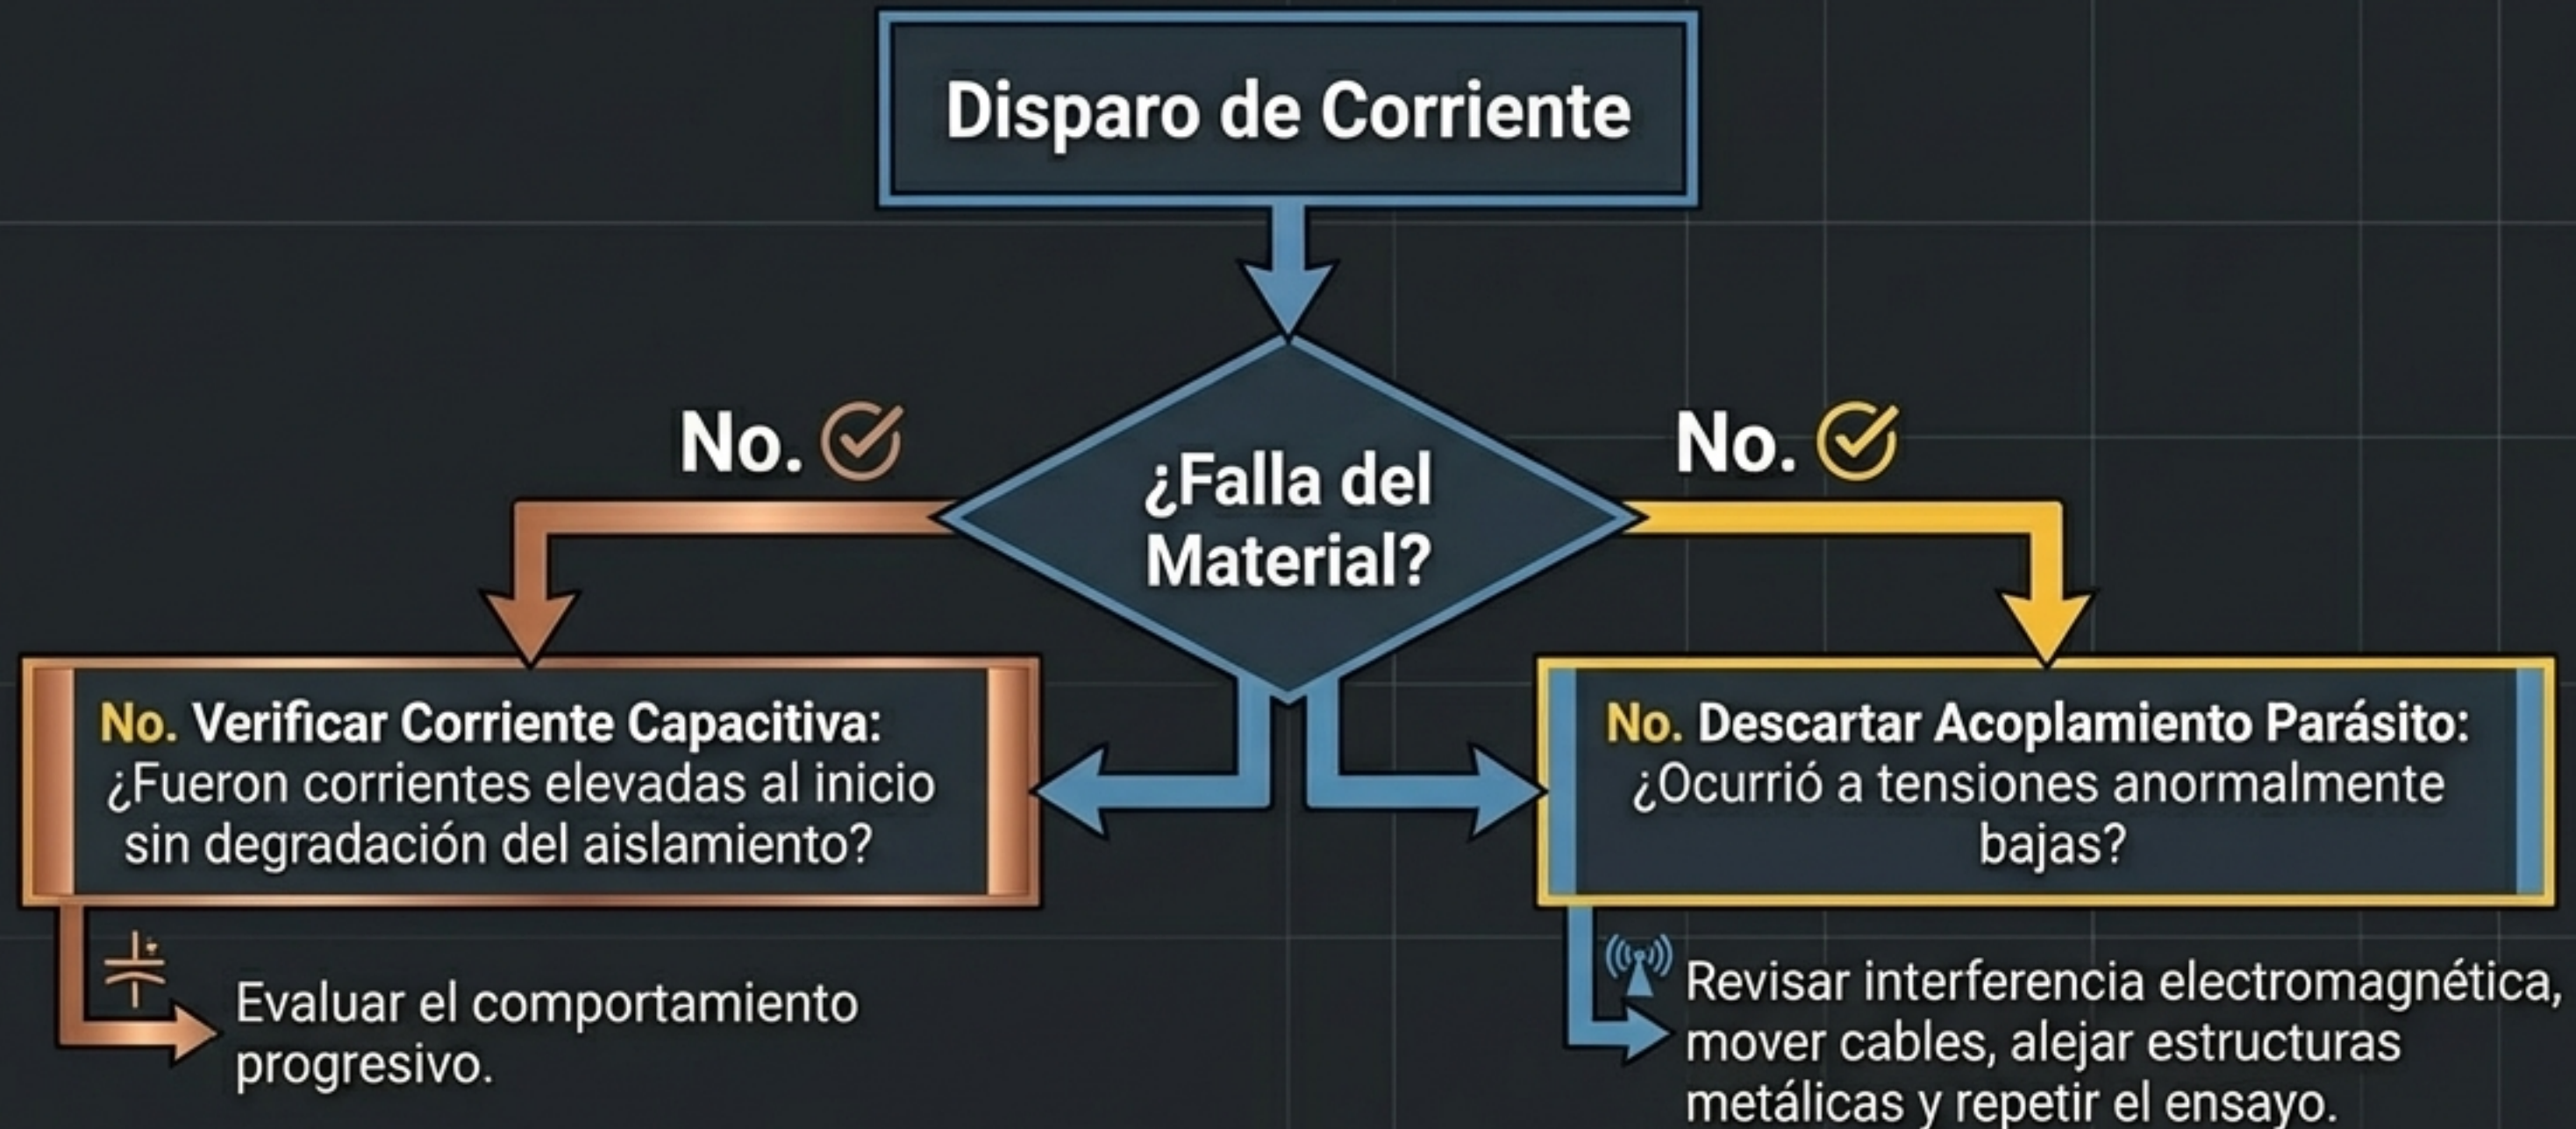 Disparo de Corriente
No.
No.
¿Falla del
Material?
No. Verificar Corriente Capacitiva:
¿Fueron corrientes elevadas al inicio
sin degradación del aislamiento?
No. Descartar Acoplamiento Parásito:
¿Ocurrió a tensiones anormalmente
bajas?
Evaluar el comportamiento
progresivo.
Revisar interferencia electromagnética,
mover cables, alejar estructuras
metálicas y repetir el ensayo.